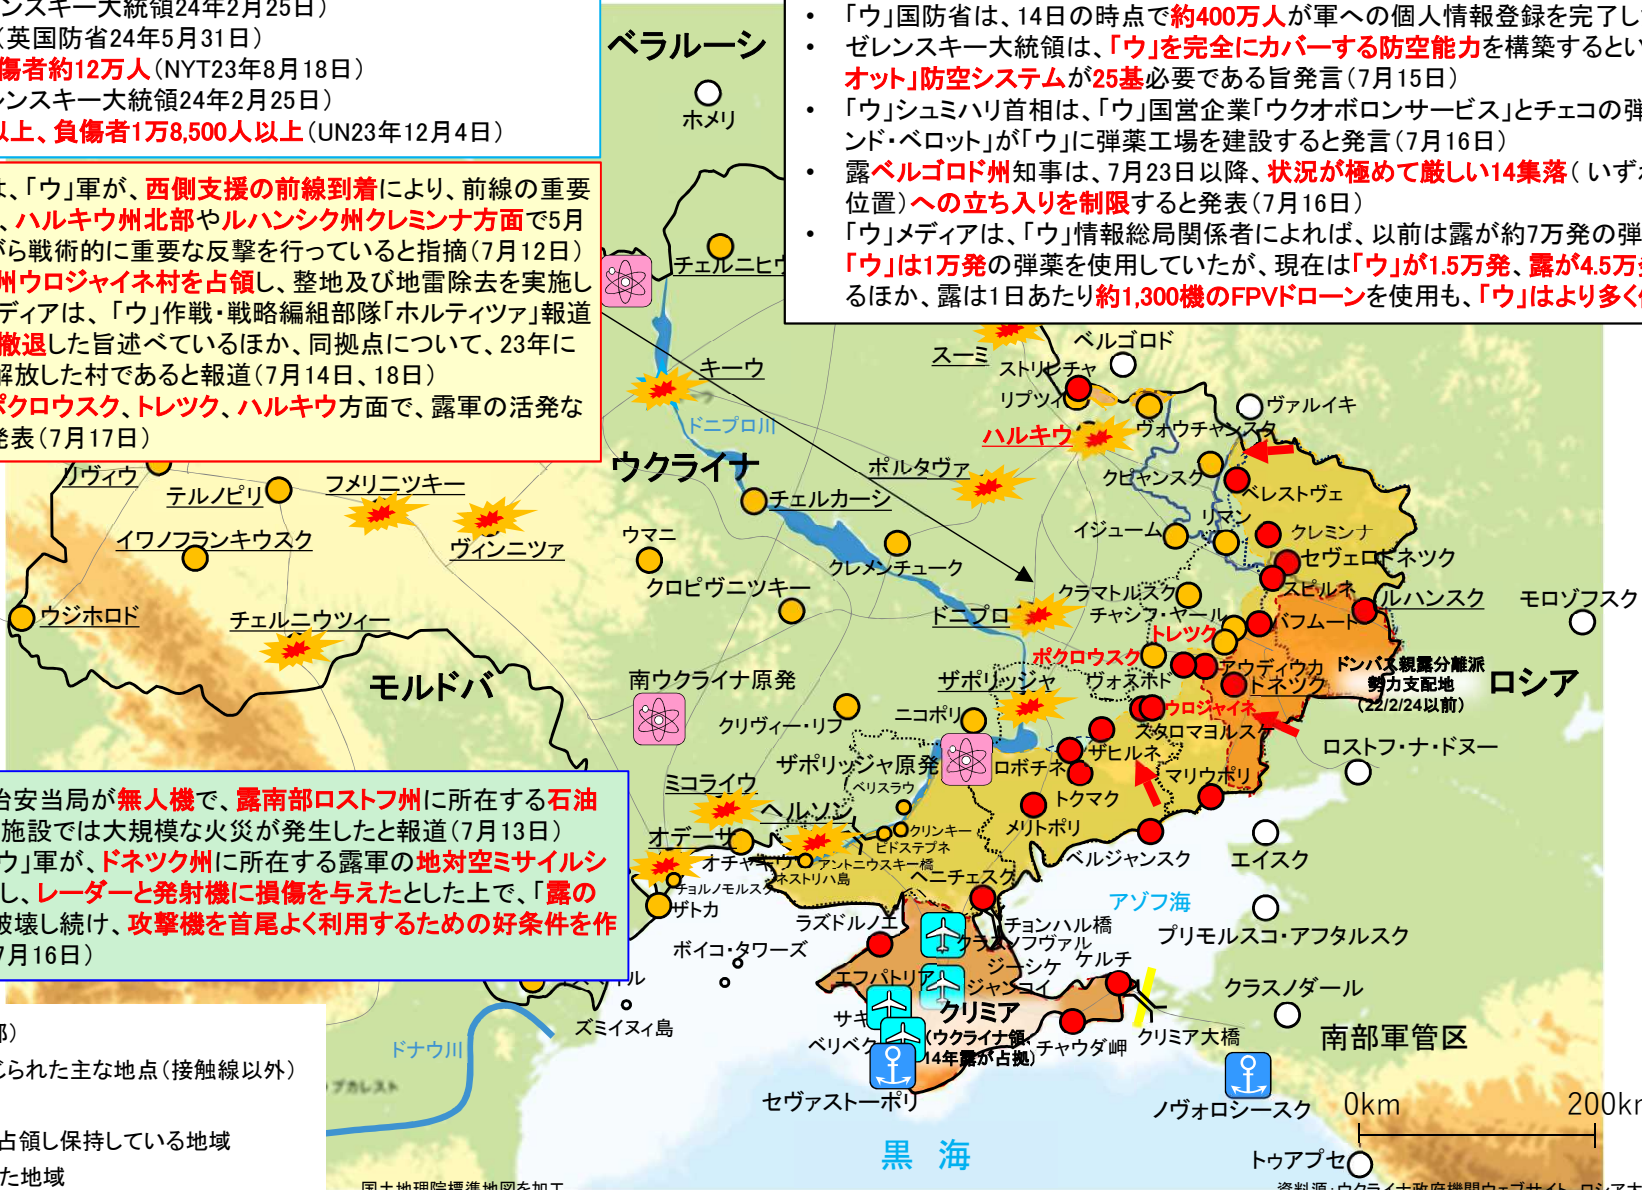 ンスキー大統領24年2月25日）
（英国防省24年5月31日）
傷者約12万人（NYT23年8月18日）
レンスキー大統領24年2月25日）
以上、負傷者1万8,500人以上（UN23年12月4日）
・ 「ウ」国防省は、14日の時点で約400万人が軍への個人情報登録を完了し
・ ゼレンスキー大統領は、「ウ」を完全にカバーする防空能力を構築するとい
オット」防空システムが25基必要である旨発言（7月15日）
・ 「ウ」シュミハリ首相は、「ウ」国営企業「ウクオボロンサービス」とチェコの弾
ンド・ベロット」が「ウ」に弾薬工場を建設すると発言（7月16日）
・ 露ベルゴロド州知事は、7月23日以降、状況が極めて厳しい14集落（いず
位置）への立ち入りを制限すると発表（7月16日）
・ 「ウ」メディアは、「ウ」情報総局関係者によれば、以前は露が約7万発の弾
「ウ」は1万発の弾薬を使用していたが、現在は「ウ」が1.5万発、露が4.5万
るほか、露は1日あたり約1,300機のFPVドローンを使用も、「ウ」はより多く
は、「ウ」軍が、西側支援の前線到着により、前線の重要
、ハルキウ州北部やルハンシク州クレミンナ方面で5月
がら戦術的に重要な反撃を行っていると指摘（7月12日）
州ウロジャイネ村を占領し、整地及び地雷除去を実施し
ディアは、「ウ」作戦・戦略編組部隊「ホルティツァ」報道
撤退した旨述べているほか、同拠点について、23年に
解放した村であると報道（7月14日、18日）
ポクロウスク、トレツク、ハルキウ方面で、露軍の活発な
発表（7月17日）
ベラルーシ
ホメリ
チェルニヒウ
キーウ
ドニプロ川
スーミ
ベルゴロド
ストリレチャ
リプツィ
ヴァルイキ
ハルキウ
ヴォウチャンスク
ウクライナ
ポルタヴァ
クピャンスク
ベレストヴェ
リヴィウ
テルノピリ
フメリニツキー
チェルカーシ
イワノフランキウスク
ヴィンニツァ
ウマニ
クレメンチューク
イジューム
リマン
クレミンナ
セヴェロドネツク
クロピヴニツキー
クラマトルスク
スピルネ
ルハンスク
モロゾフスク
ウジホロド
チェルニウツィー
ドニプロ
チャシフ・ヤール
バフムート
トレツク
ポクロウスク
アウディウカ
ドンバス親露分離派
勢力支配地
（22/2/24以前）
ロシア
モルドバ
南ウクライナ原発
ザポリッジャ
ヴォスホト
ドネツク
クリヴィー・リフ
ニコポリ
ウロジャイネ
スタロマヨルスケ
ロストフ・ナ・ドヌー
ザポリッジャ原発
ロボチネ
ザヒルネ
マリウポリ
ベリスラウ
トクマク
ミコライウ
ヘルソン
クリンキー
メリトポリ
オデーサ
ビドステプネ
オチャキウ
アントニウスキー橋
ベルジャンスク
エイスク
ネストリハ島
ヘニチェスク
チョルノモルスク
ザトカ
アゾフ海
治安当局が無人機で、露南部ロストフ州に所在する石油
施設では大規模な火災が発生したと報道（7月13日）
ウ」軍が、ドネツク州に所在する露軍の地対空ミサイルシ
し、レーダーと発射機に損傷を与えたとした上で、「露の
破壊し続け、攻撃機を首尾よく利用するための好条件を作
7月16日）
ラズドルノエ
チョンハル橋
プリモルスコ・アフタルスク
ボイコ・タワーズ
ジーシケ
ケルチ
エフパトリア
ジャンコイ
クラスノダール
ズミイヌィ島
サキ
クリミア
（ウクライナ領、
14年露が占拠）
ベリベク
チャウダ岬
クリミア大橋
南部軍管区
ドナウ川
ブカレスト
セヴァストーポリ
ノヴォロシースク
0km
200km
黒 海
トゥアプセ
部）
じられた主な地点（接触線以外）
占領し保持している地域
た地域
国土地理院標準地図を加工